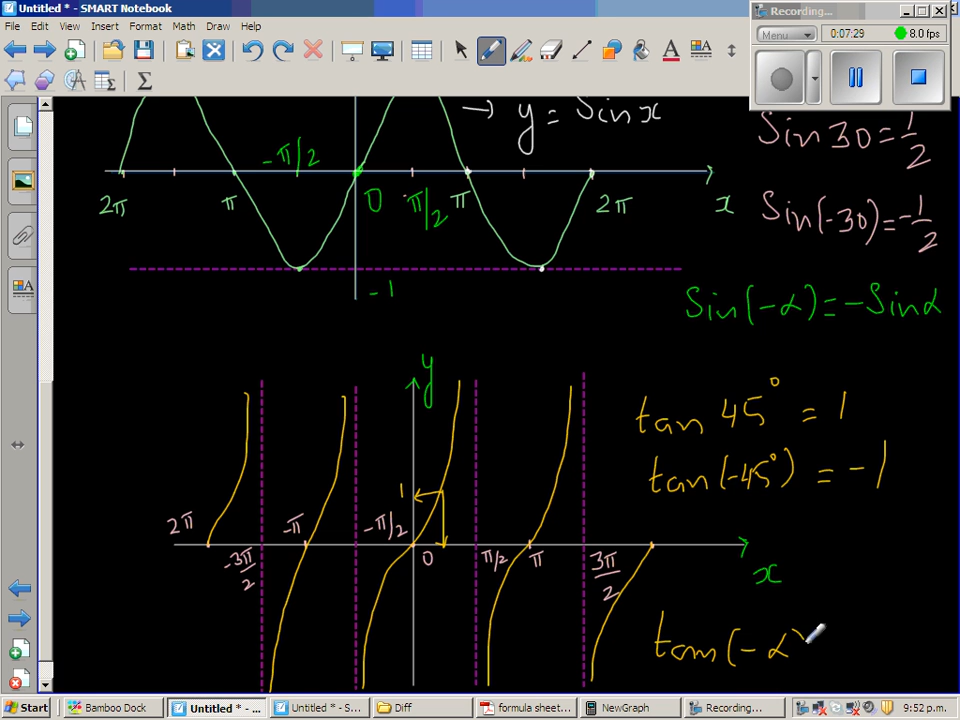 Untitled * - SMART Notebook
File Edit View Insert Format Math Draw Help
Recording...
Menu 0:07:29 8.0 fps
→ y = Sin x
Sin 30 = 1/2
-π/2
2π π 0 π/2 π 2π x
Sin(-30) = -1/2
-1
Sin(-α) = -Sinα
y
tan 45° = 1
tan(-45°) = -1
1
2π -3π/2 -π -π/2 0 π/2 π 3π/2
x
tan(-α)
Start Bamboo Dock Untitled * - ... Untitled * - S... Diff formula sheet... NewGraph Recording... 9:52 p.m.